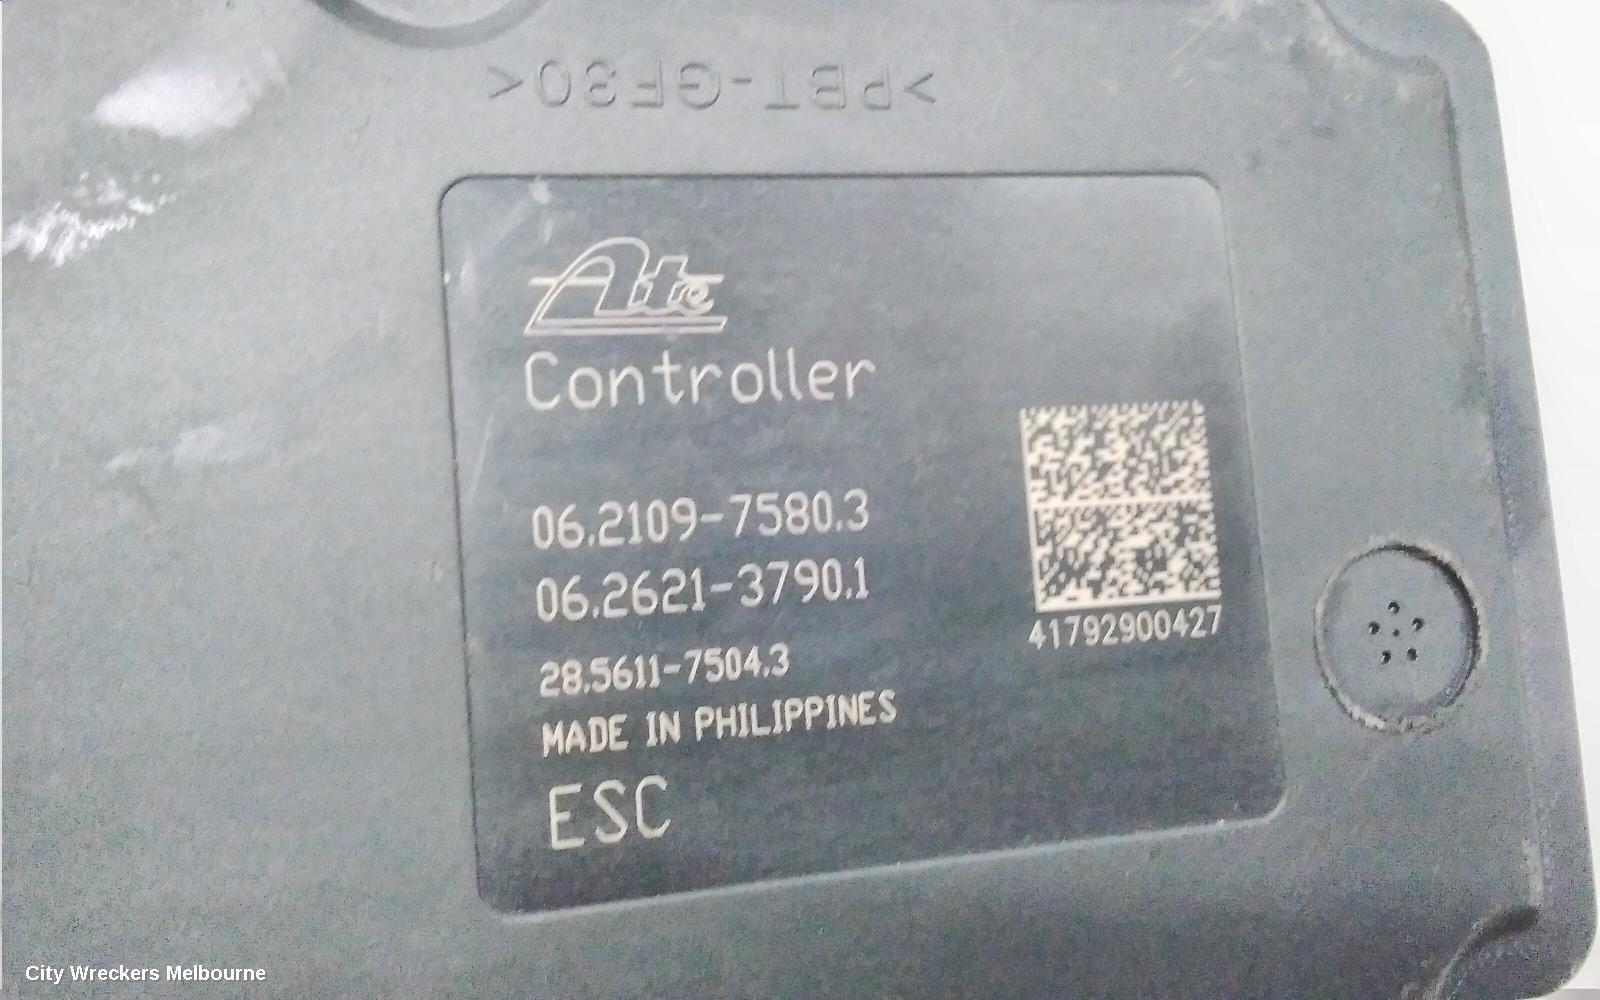 >PBT-GF30<
Ate
Controller
06.2109-7580.3
06.2621-3790.1
28.5611-7504.3
MADE IN PHILIPPINES
ESC
41792900427
City Wreckers Melbourne